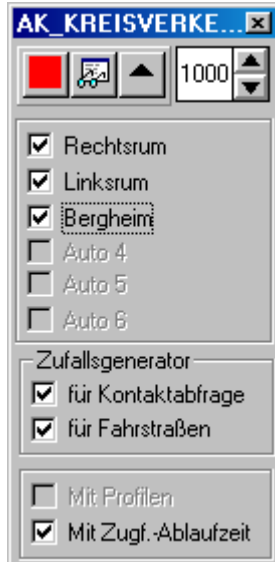 AK_KREISVERKE...
1000
Rechtsrum
Linksrum
Bergheim
Auto 4
Auto 5
Auto 6
Zufallsgenerator
für Kontaktabfrage
für Fahrstraßen
Mit Profilen
Mit Zugf.-Ablaufzeit